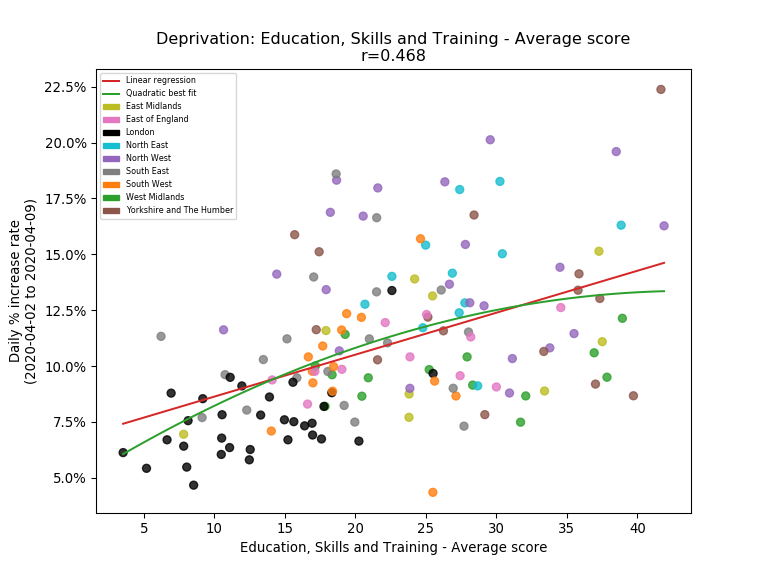 Deprivation: Education, Skills and Training - Average score
r=0.468
Linear regression
Quadratic best fit
East Midlands
East of England
London
North East
North West
South East
South West
West Midlands
Yorkshire and The Humber
22.5%
20.0%
17.5%
15.0%
12.5%
10.0%
7.5%
5.0%
Daily % increase rate
(2020-04-02 to 2020-04-09)
5 10 15 20 25 30 35 40
Education, Skills and Training - Average score